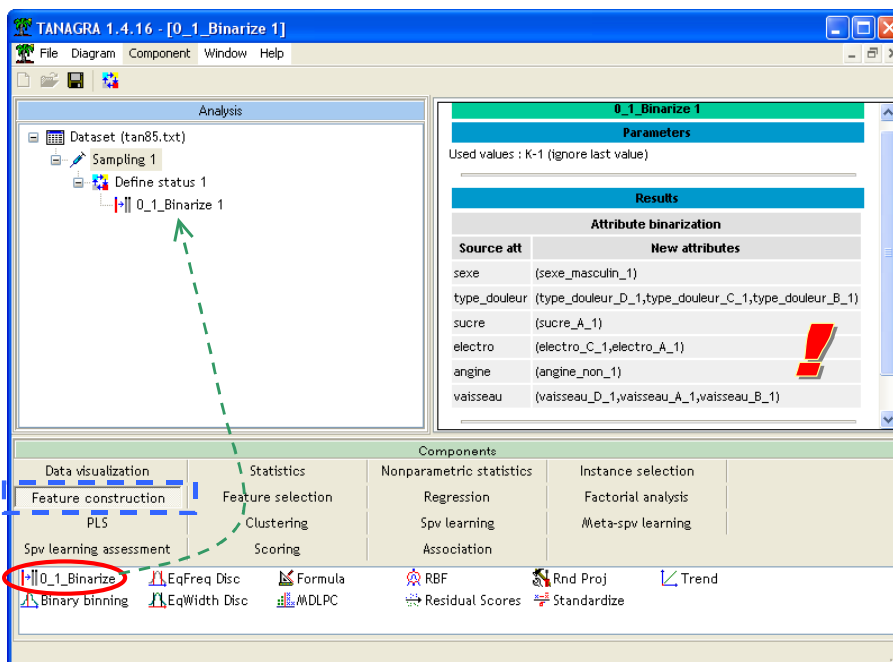 TANAGRA 1.4.16 - [0_1_Binarize 1]
File Diagram Component Window Help
Analysis
Dataset (tan85.txt)
Sampling 1
Define status 1
0_1_Binarize 1
0_1_Binarize 1
Parameters
Used values : K-1 (ignore last value)
Results
Attribute binarization
Source att New attributes
sexe (sexe_masculin_1)
type_douleur (type_douleur_D_1,type_douleur_C_1,type_douleur_B_1)
sucre (sucre_A_1)
electro (electro_C_1,electro_A_1)
angine (angine_non_1)
vaisseau (vaisseau_D_1,vaisseau_A_1,vaisseau_B_1)
!
Components
Data visualization Statistics Nonparametric statistics Instance selection
Feature construction Feature selection Regression Factorial analysis
PLS Clustering Spv learning Meta-spv learning
Spv learning assessment Scoring Association
0_1_Binarize EqFreq Disc Formula RBF Rnd Proj Trend
Binary binning EqWidth Disc MDLPC Residual Scores Standardize